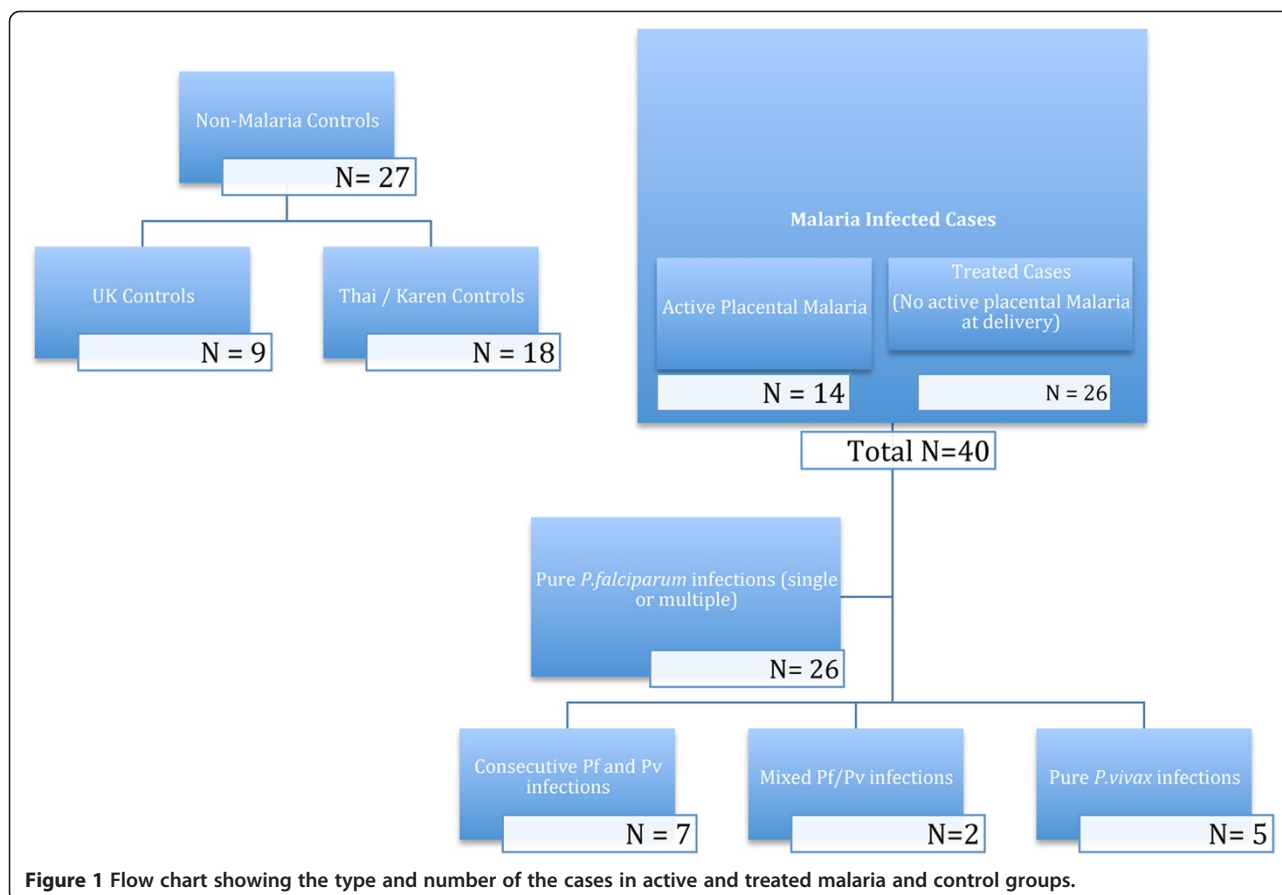 Non-Malaria Controls
N= 27
UK Controls
N = 9
Thai / Karen Controls
N = 18
Malaria Infected Cases
Active Placental Malaria
N = 14
Treated Cases
(No active placental Malaria
at delivery)
N = 26
Total N=40
Pure P.falciparum infections (single
or multiple)
N= 26
Consecutive Pf and Pv
infections
N = 7
Mixed Pf/Pv infections
N=2
Pure P.vivax infections
N= 5
Figure 1 Flow chart showing the type and number of the cases in active and treated malaria and control groups.